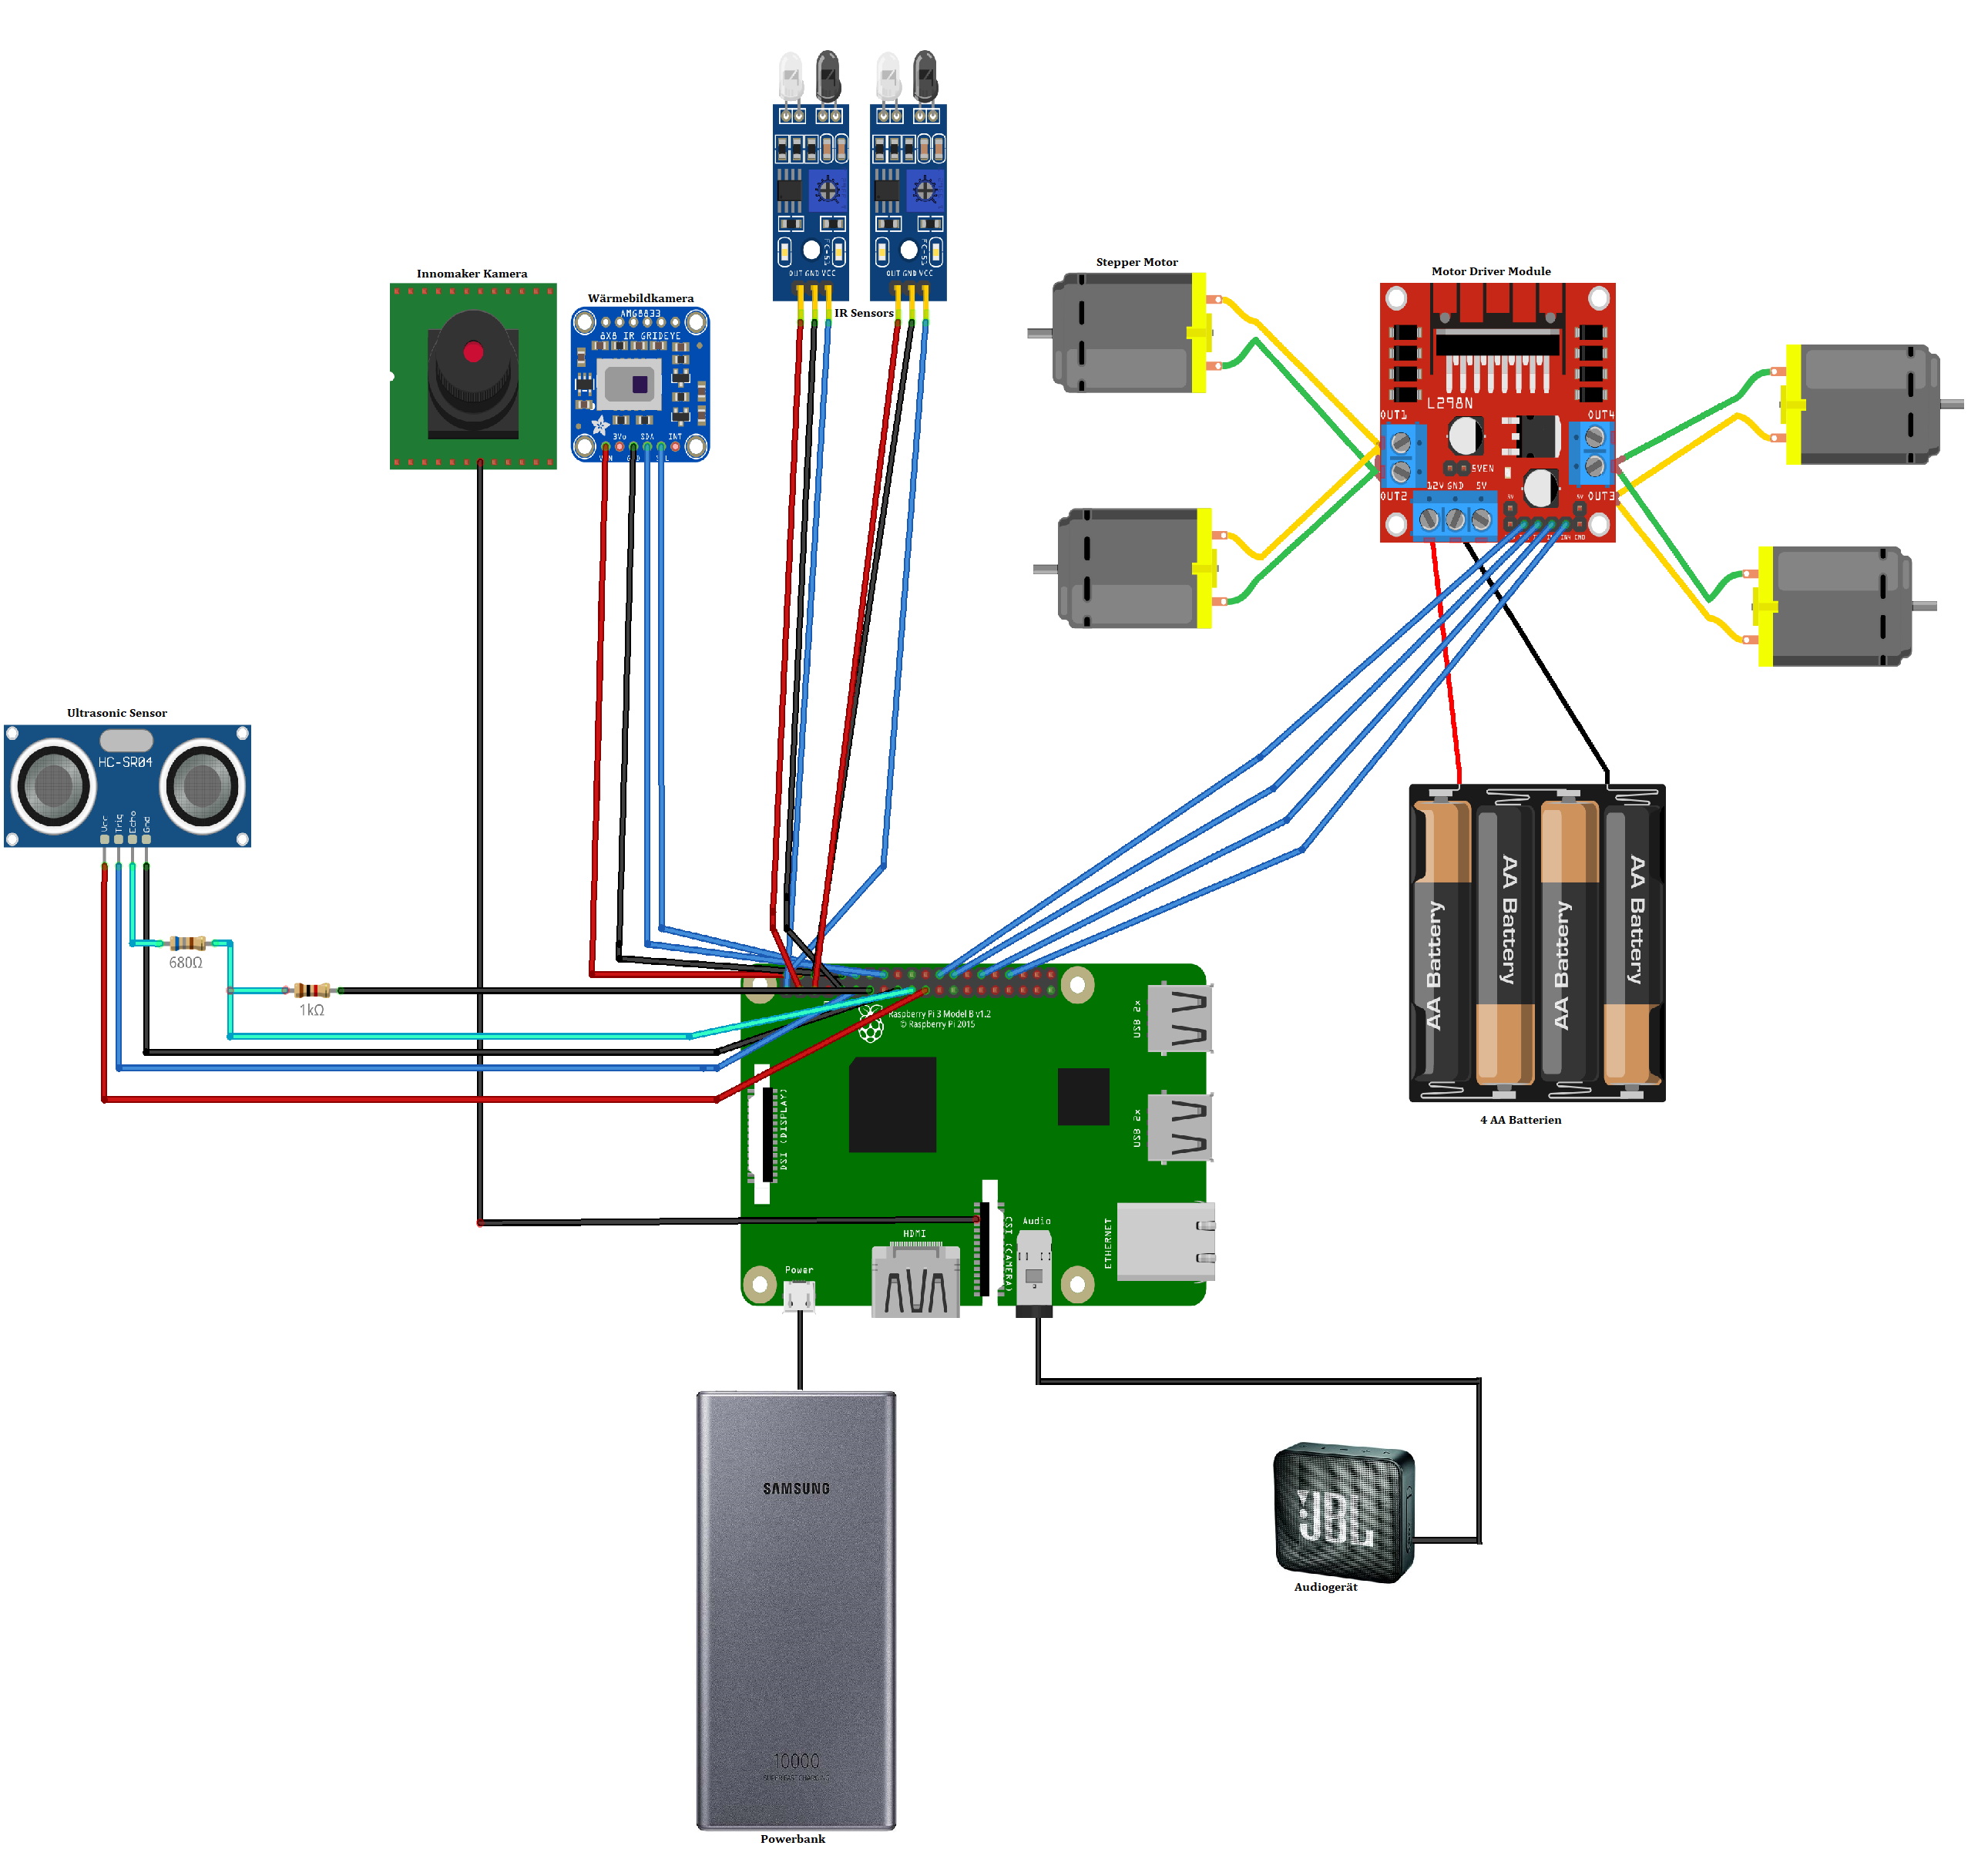 Innomaker Kamera
Wärmebildkamera
AMG8833
8X8 IR GRIDEYE
3Vo SDA INT
OUT GND VCC
OUT GND VCC
IR Sensors
Stepper Motor
Motor Driver Module
L298N
OUT1
OUT4
OUT2
OUT3
5VEN
12V GND 5V
Ultrasonic Sensor
HC-SR04
Vcc
Trig
Echo
Gnd
680Ω
1kΩ
Raspberry Pi 3 Model B v1.2
© Raspberry Pi 2015
USB 2x
USB 2x
DSI (DISPLAY)
CSI (CAMERA)
Audio
HDMI
ETHERNET
Power
AA Battery
AA Battery
AA Battery
AA Battery
4 AA Batterien
SAMSUNG
10000
Powerbank
JBL
Audiogerät